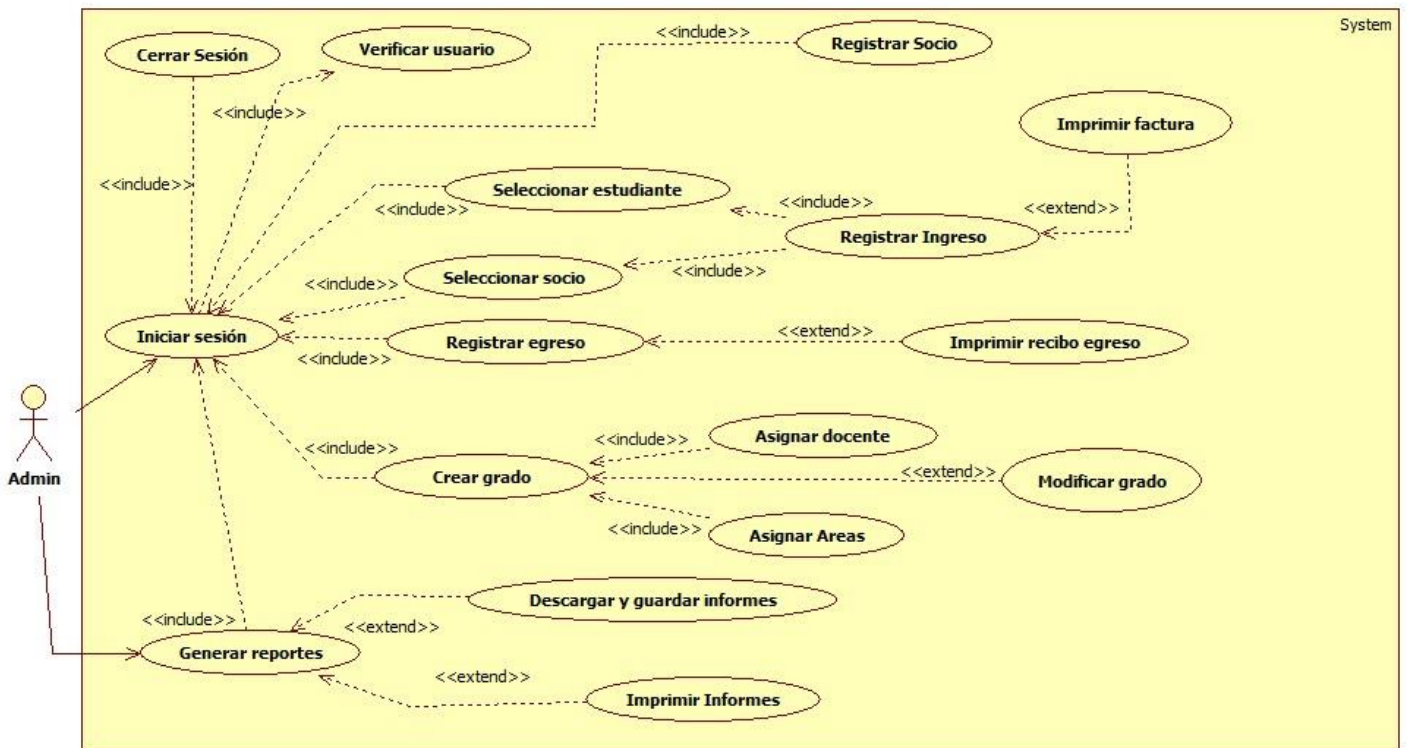 System
Cerrar Sesión
Verificar usuario
<<include>>
Registrar Socio
<<include>>
Imprimir factura
<<include>>
Seleccionar estudiante
<<include>>
<<include>>
<<extend>>
Registrar Ingreso
<<include>>
Seleccionar socio
<<include>>
Iniciar sesión
<<include>>
Registrar egreso
<<extend>>
Imprimir recibo egreso
Admin
<<include>>
Crear grado
<<include>>
Asignar docente
<<extend>>
Modificar grado
<<include>>
Asignar Areas
<<include>>
Generar reportes
<<extend>>
Descargar y guardar informes
<<extend>>
Imprimir Informes